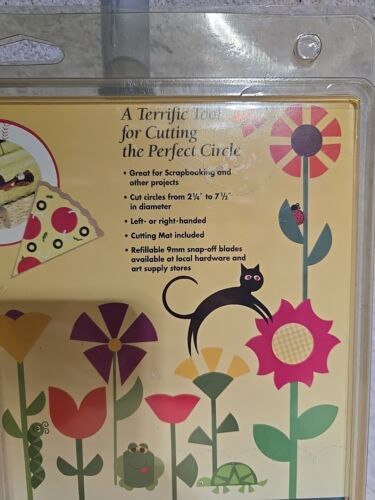 A Terrific Tool
for Cutting
the Perfect Circle
• Great for Scrapbooking and
other projects
• Cut circles from 2¼" to 7½"
in diameter
• Left- or right-handed
• Cutting Mat included
• Refillable 9mm snap-off blades
available at local hardware and
art supply stores